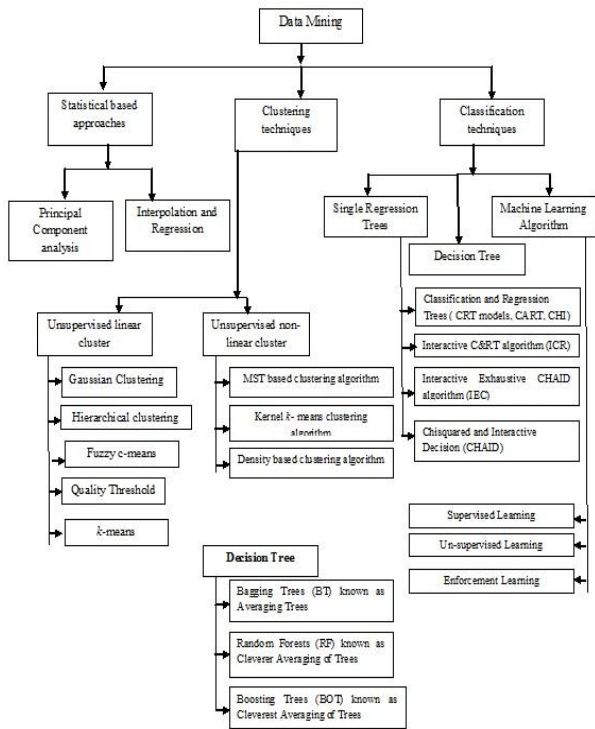 Data Mining
Statistical based
approaches
Clustering
techniques
Classification
techniques
Principal
Component
analysis
Interpolation and
Regression
Single Regression
Trees
Machine Learning
Algorithm
Decision Tree
Classification and Regression
Trees ( CRT models, CART, CHI)
Interactive C&RT algorithm (ICR)
Interactive Exhaustive CHAID
algorithm (IEC)
Chisquared and Interactive
Decision (CHAID)
Unsupervised linear
cluster
Unsupervised non-
linear cluster
Gaussian Clustering
Hierarchical clustering
Fuzzy c-means
Quality Threshold
k-means
MST based clustering algorithm
Kernel k- means clustering
algorithm
Density based clustering algorithm
Supervised Learning
Un-supervised Learning
Enforcement Learning
Decision Tree
Bagging Trees (BT) known as
Averaging Trees
Random Forests (RF) known as
Cleverer Averaging of Trees
Boosting Trees (BOT) known as
Cleverest Averaging of Trees